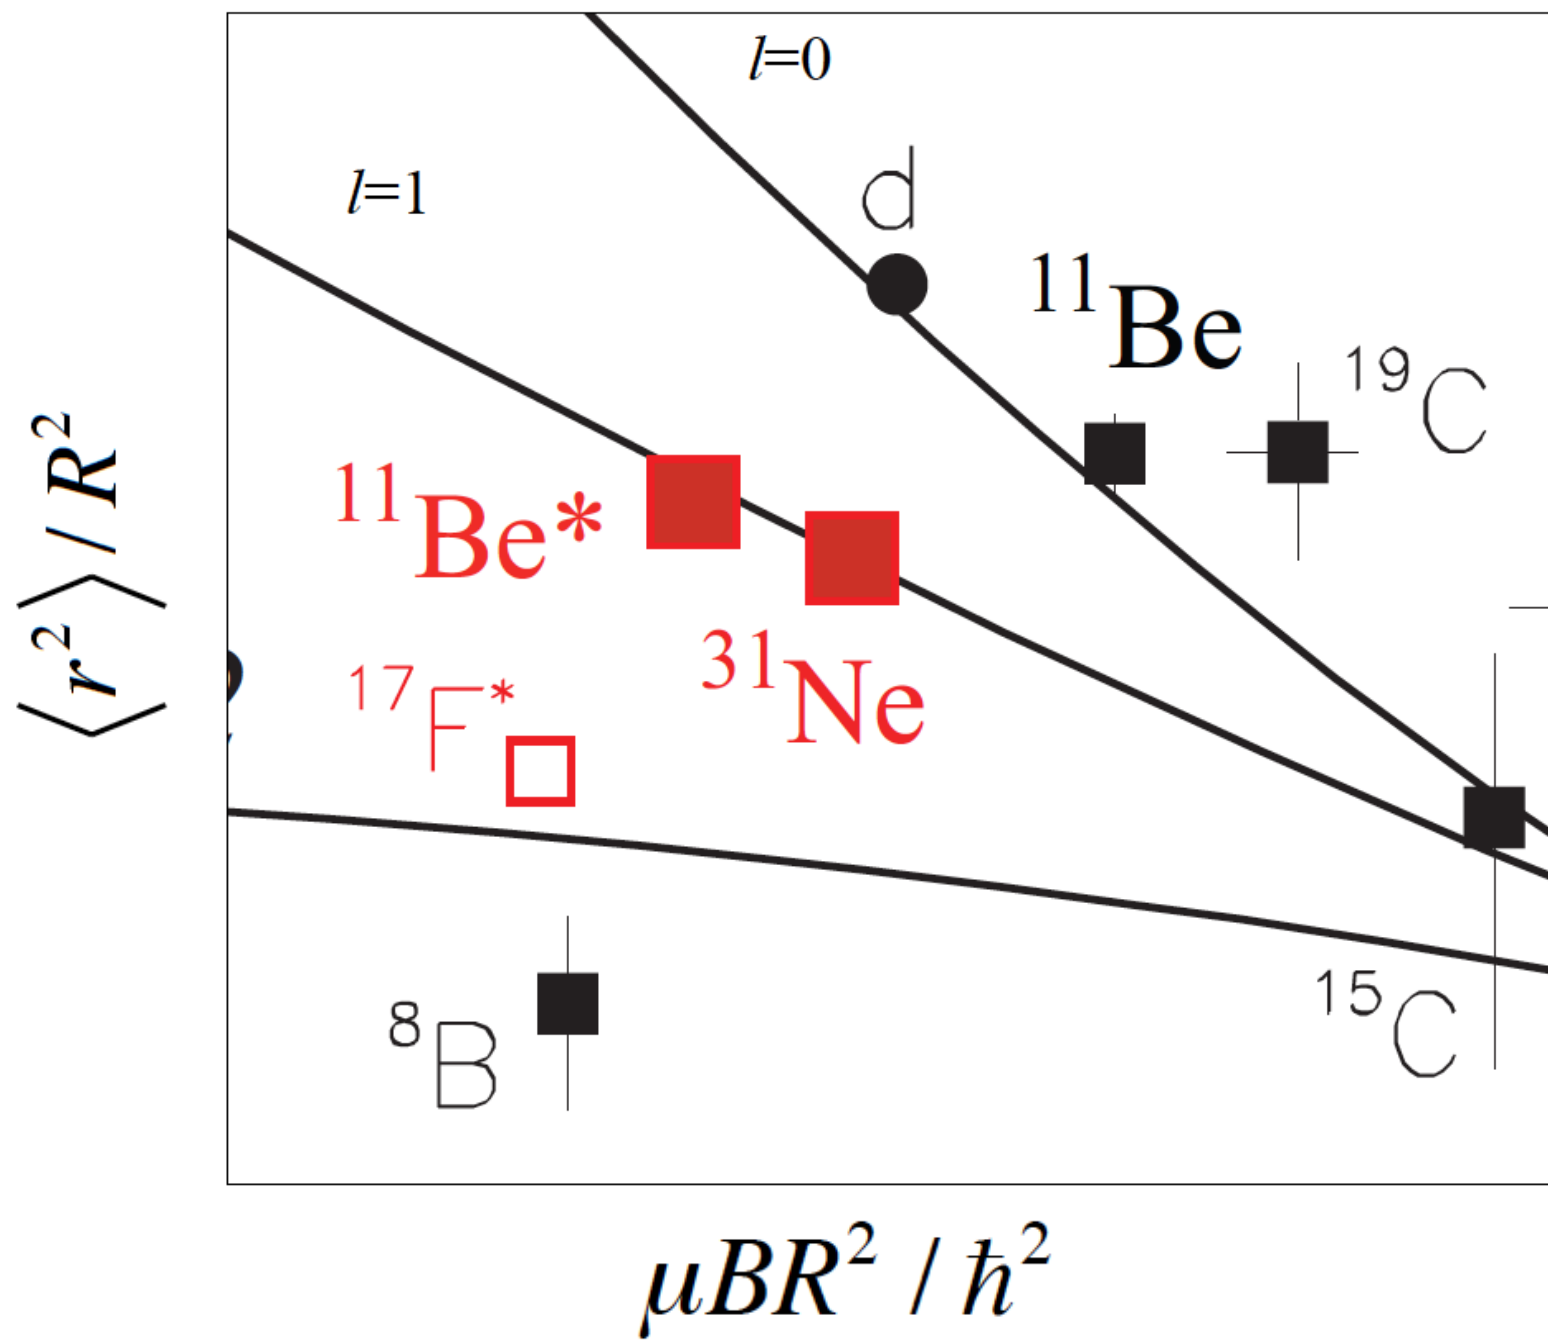 l=0
d
l=1
¹¹Be
¹⁹C
¹¹Be*
³¹Ne
¹⁷F*
⁸B
¹⁵C
⟨r²⟩ / R²
μBR² / ħ²